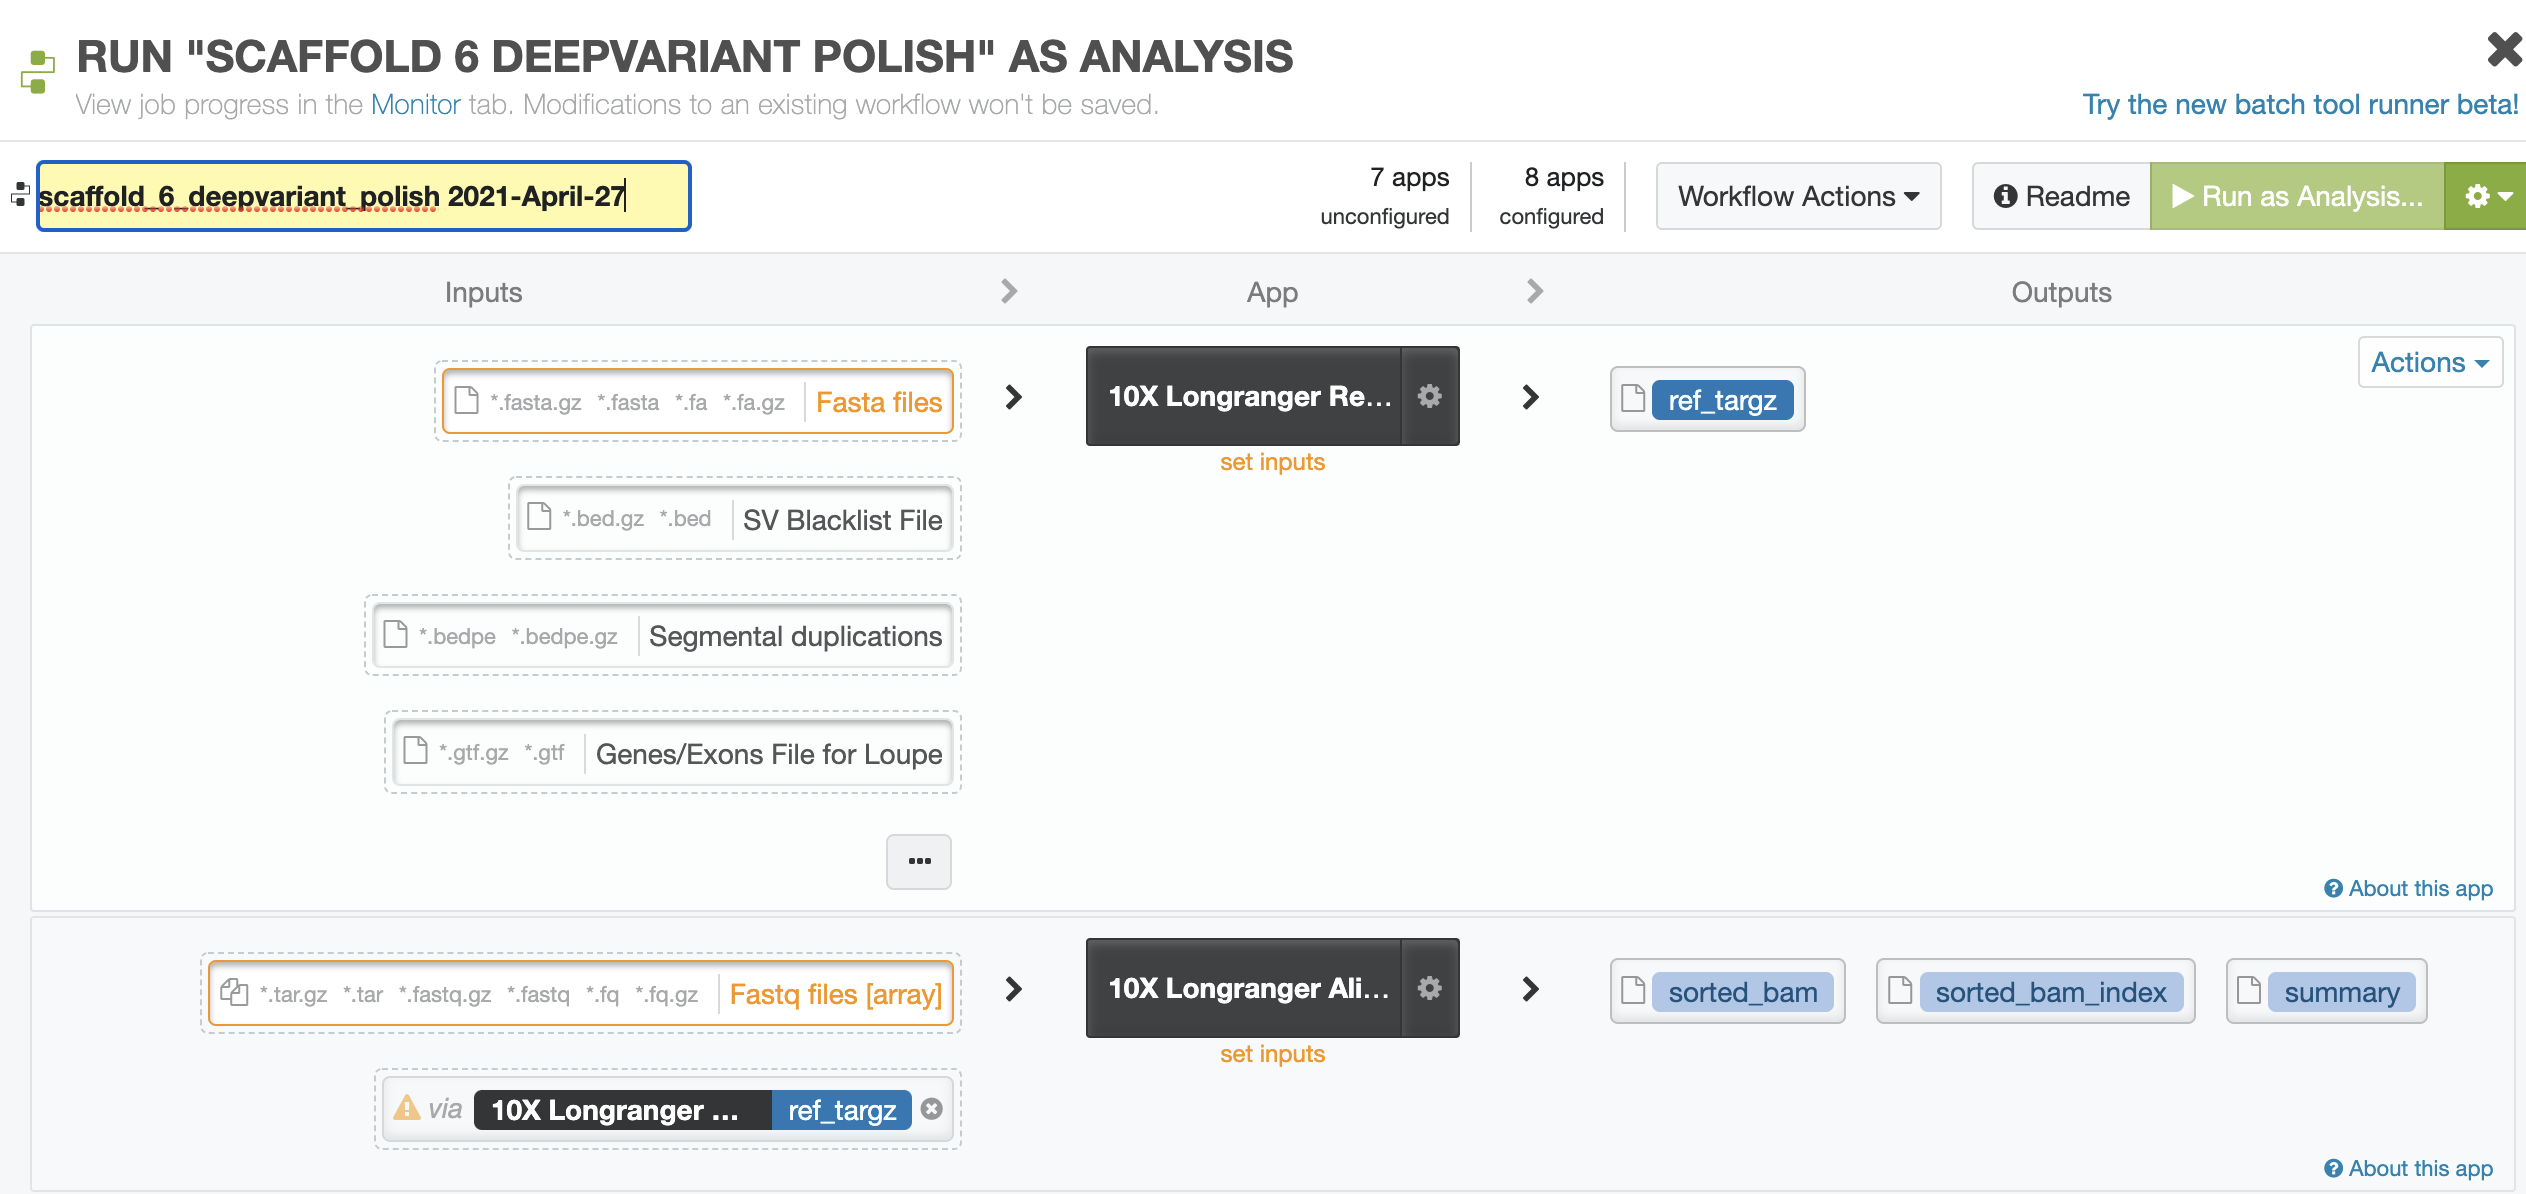 RUN "SCAFFOLD 6 DEEPVARIANT POLISH" AS ANALYSIS
View job progress in the Monitor tab. Modifications to an existing workflow won't be saved.
Try the new batch tool runner beta!
scaffold_6_deepvariant_polish 2021-April-27
7 apps
unconfigured
8 apps
configured
Workflow Actions
Readme
Run as Analysis...
Inputs
App
Outputs
Actions
*.fasta.gz *.fasta *.fa *.fa.gz Fasta files
10X Longranger Re...
set inputs
ref_targz
*.bed.gz *.bed SV Blacklist File
*.bedpe *.bedpe.gz Segmental duplications
*.gtf.gz *.gtf Genes/Exons File for Loupe
...
About this app
*.tar.gz *.tar *.fastq.gz *.fastq *.fq *.fq.gz Fastq files [array]
10X Longranger Ali...
set inputs
sorted_bam
sorted_bam_index
summary
via 10X Longranger ... ref_targz
About this app